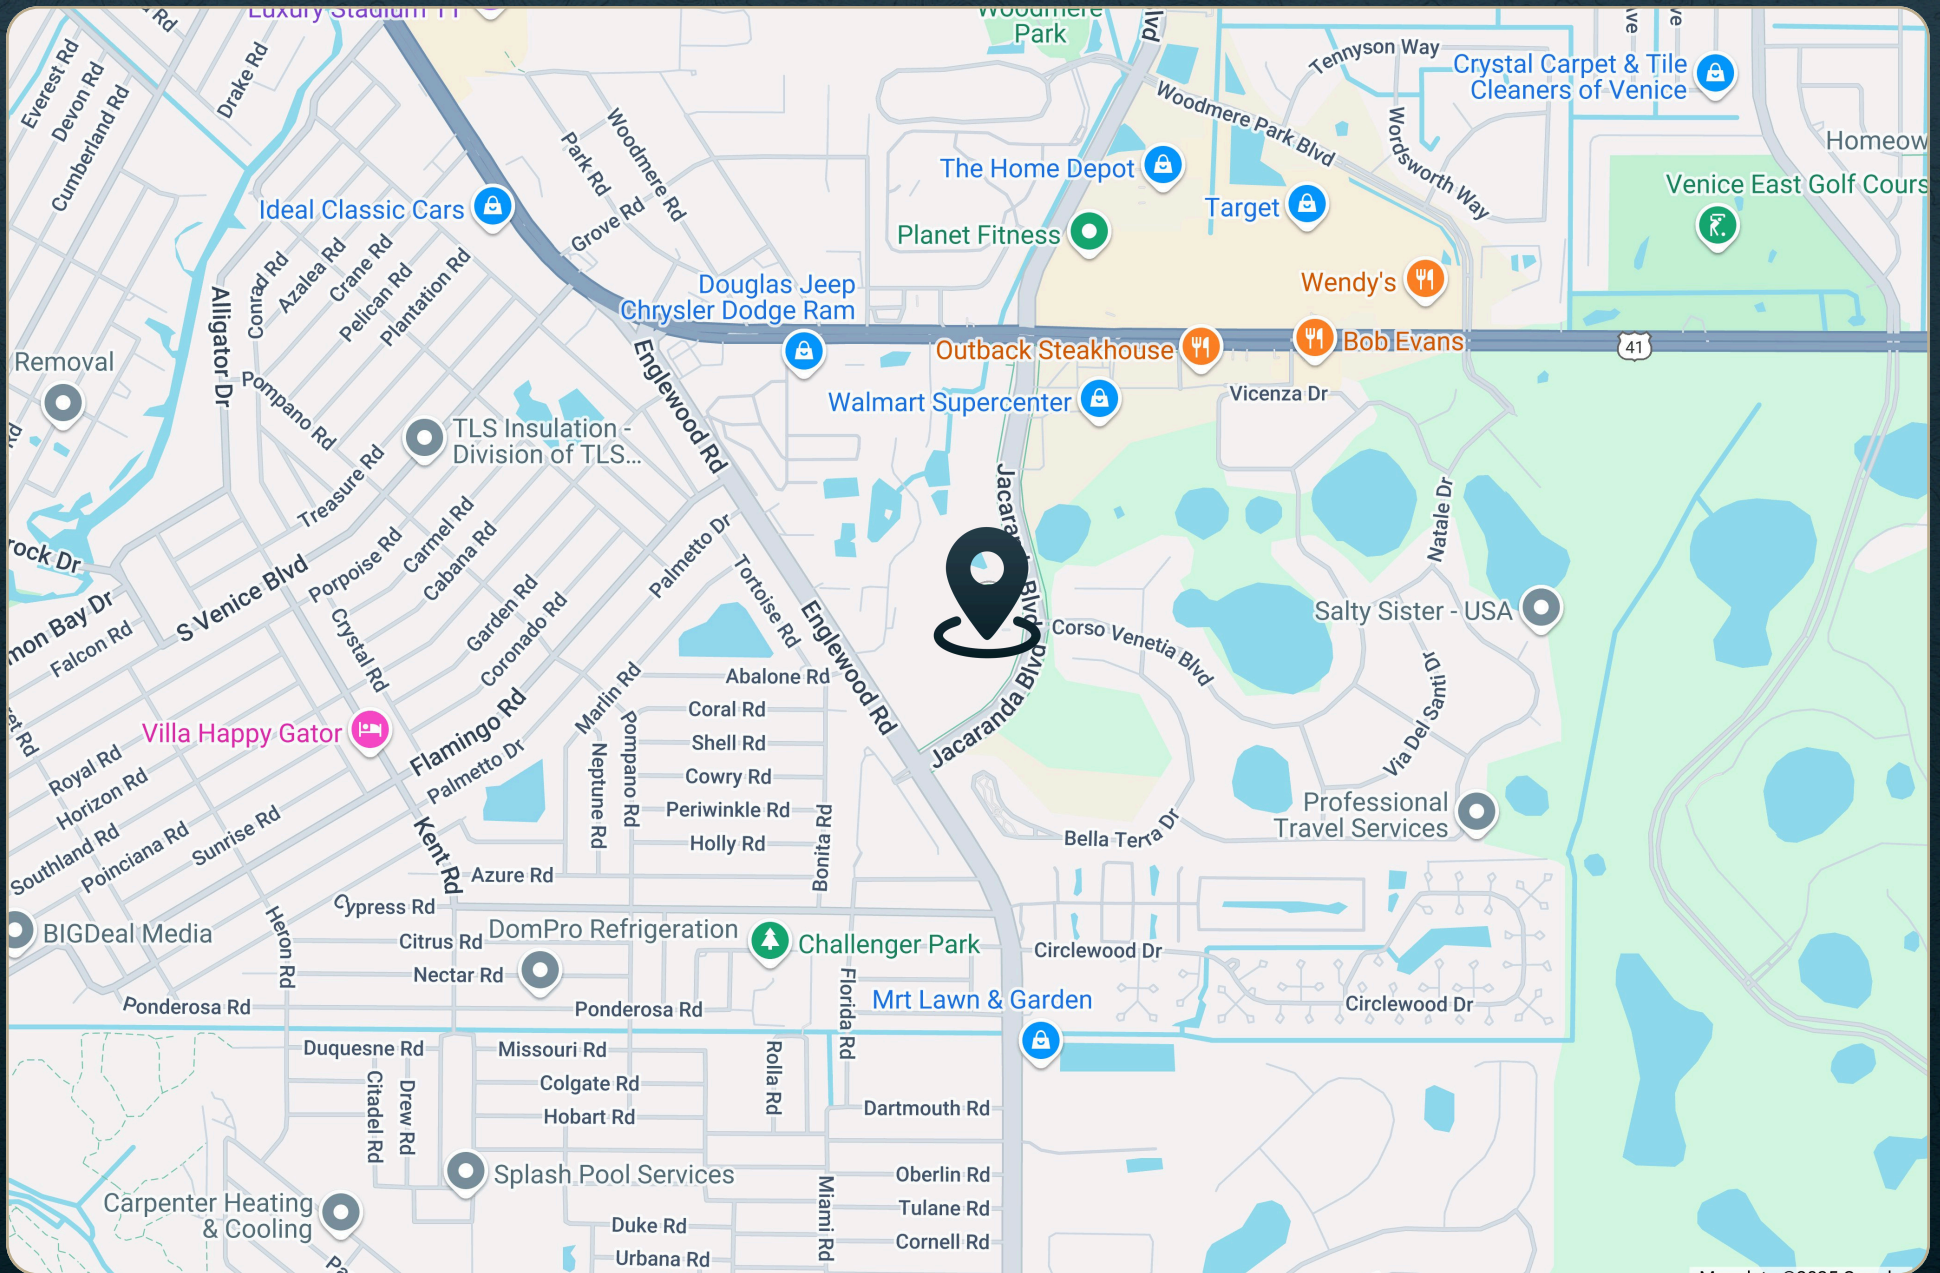 Luxury Stadium 11
Woodmere
Park
Blvd
Rd
Ave
Everest Rd
Devon Rd
Cumberland Rd
Drake Rd
Tennyson Way
Crystal Carpet & Tile
Cleaners of Venice
Woodmere Park Blvd
Wordsworth Way
Homeow
Park Rd
Woodmere Rd
Grove Rd
The Home Depot
Venice East Golf Cours
Ideal Classic Cars
Target
Planet Fitness
Conrad Rd
Azalea Rd
Crane Rd
Pelican Rd
Plantation Rd
Douglas Jeep
Chrysler Dodge Ram
Wendy's
Alligator Dr
Outback Steakhouse
Bob Evans
41
Removal
Englewood Rd
Pompano Rd
Walmart Supercenter
Vicenza Dr
Rd
TLS Insulation -
Division of TLS...
Treasure Rd
Jacaranda Blvd
Natale Dr
Carmel Rd
Cabana Rd
Porpoise Rd
Palmetto Dr
Tortoise Rd
rock Dr
S Venice Blvd
mon Bay Dr
Falcon Rd
Crystal Rd
Garden Rd
Coronado Rd
Englewood Rd
Salty Sister - USA
Corso Venetia Blvd
Via Del Santi Dr
Abalone Rd
Marlin Rd
Coral Rd
Villa Happy Gator
Flamingo Rd
Jacaranda Blvd
Shell Rd
Pompano Rd
Neptune Rd
et Rd
Royal Rd
Horizon Rd
Palmetto Dr
Cowry Rd
Periwinkle Rd
Holly Rd
Bonita Rd
Professional
Travel Services
Bella Terra Dr
Southland Rd
Poinciana Rd
Sunrise Rd
Kent Rd
Azure Rd
Cypress Rd
BIGDeal Media
Heron Rd
Citrus Rd
DomPro Refrigeration
Challenger Park
Circlewood Dr
Nectar Rd
Florida Rd
Mrt Lawn & Garden
Ponderosa Rd
Ponderosa Rd
Circlewood Dr
Duquesne Rd
Missouri Rd
Rolla Rd
Citadel Rd
Drew Rd
Colgate Rd
Hobart Rd
Dartmouth Rd
Splash Pool Services
Oberlin Rd
Carpenter Heating
& Cooling
Miami Rd
Tulane Rd
Duke Rd
Cornell Rd
Urbana Rd